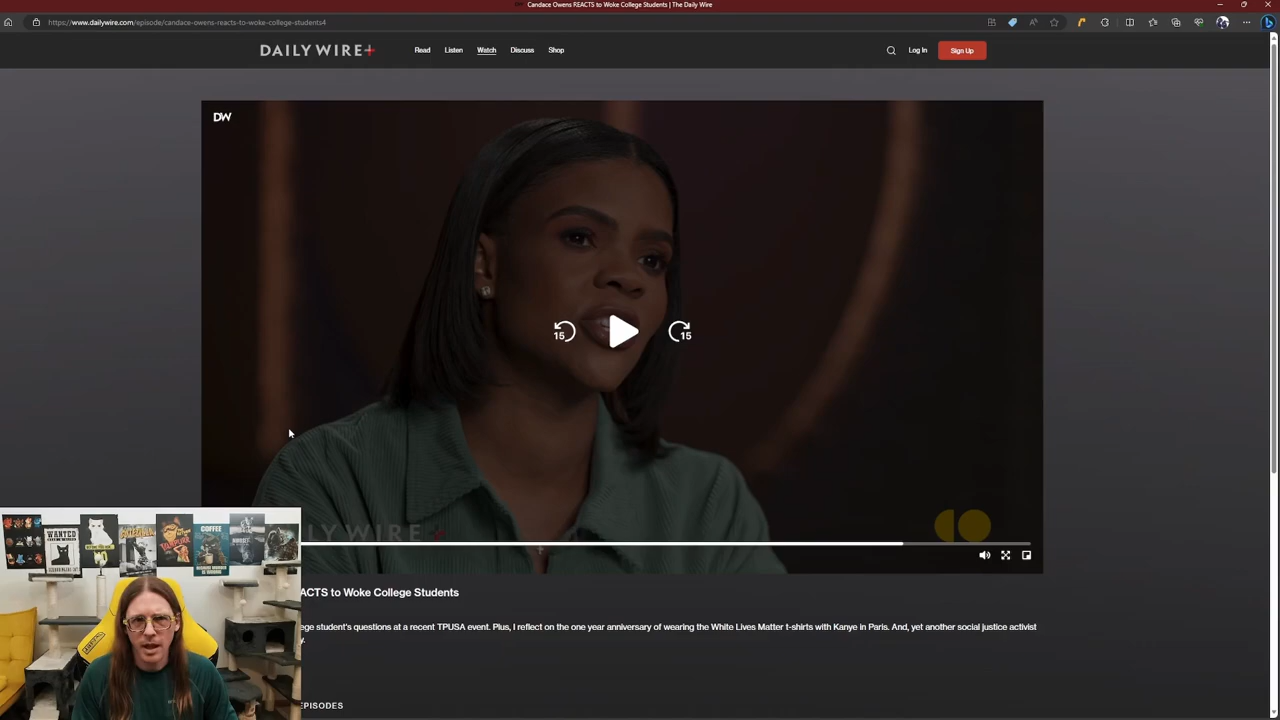 Candace Owens REACTS to Woke College Students | The Daily Wire
https://www.dailywire.com/episode/candace-owens-reacts-to-woke-college-students4
DAILYWIRE+
Read Listen Watch Discuss Shop
Log In Sign Up
DW
15 15
WANTED
COFFEE
DAILY WIRE+
ACTS to Woke College Students
ege student's questions at a recent TPUSA event. Plus, I reflect on the one year anniversary of wearing the White Lives Matter t-shirts with Kanye in Paris. And, yet another social justice activist
y.
EPISODES